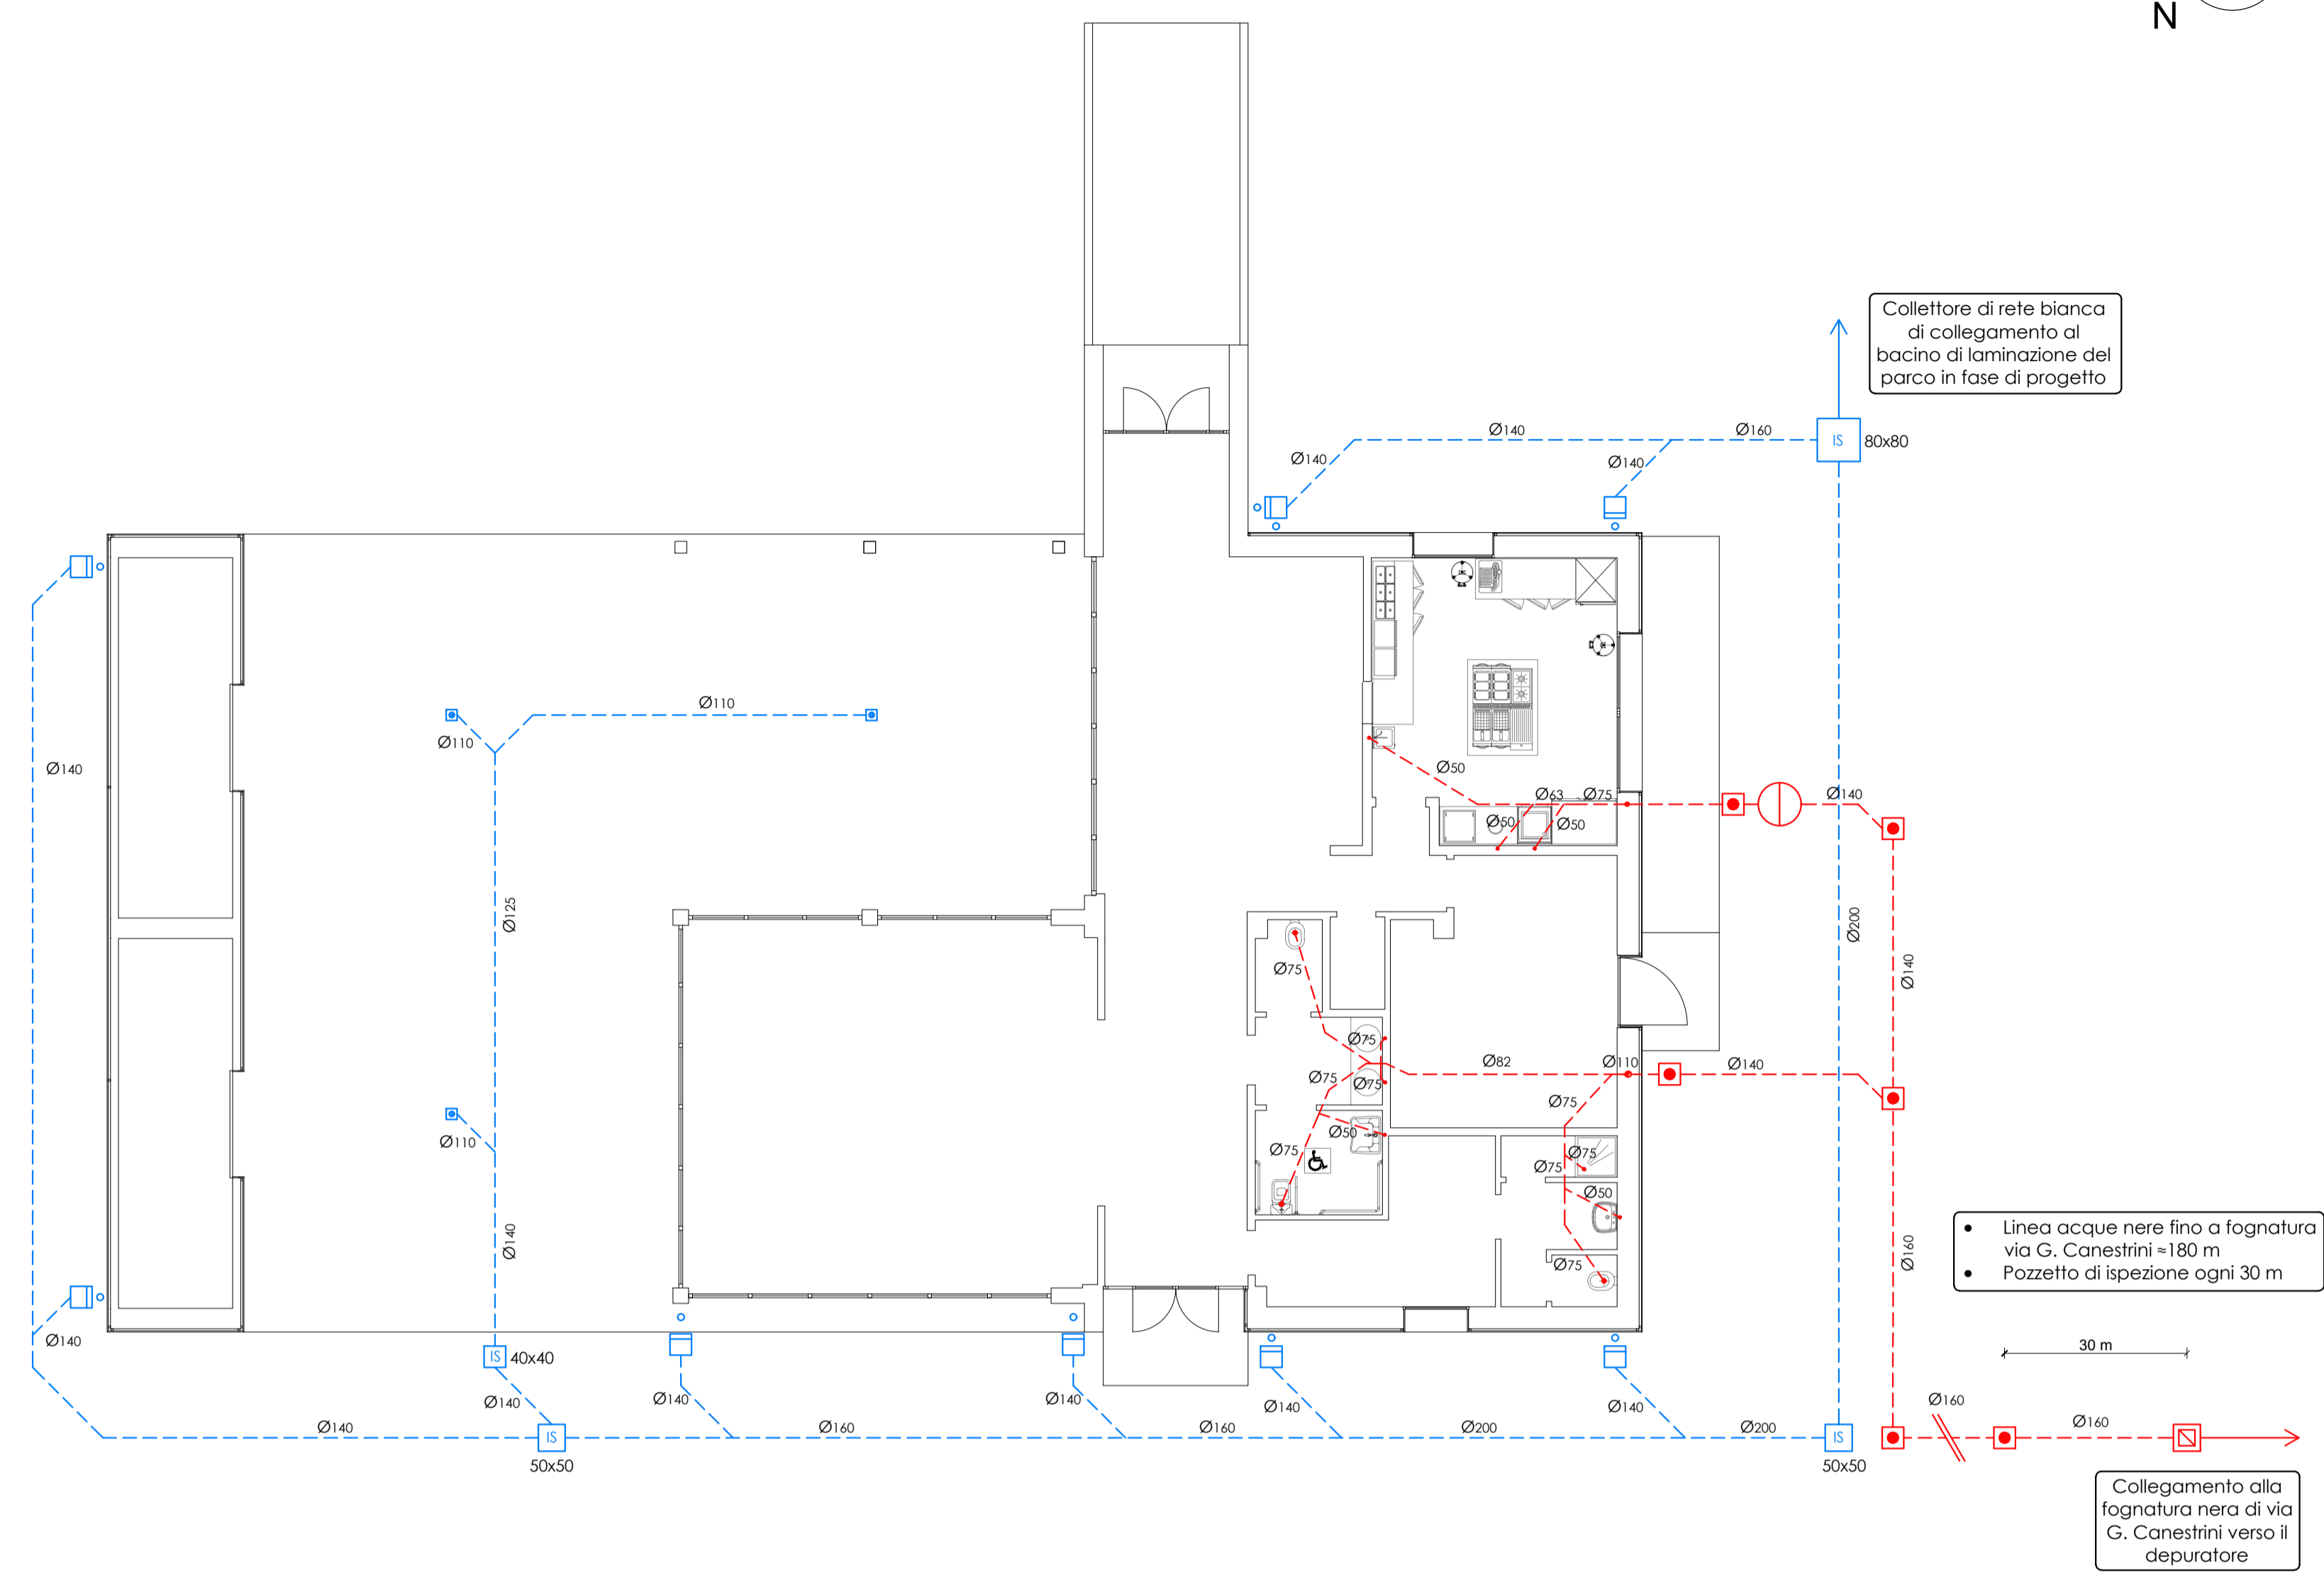 N
Collettore di rete bianca
di collegamento al
bacino di laminazione del
parco in fase di progetto
Ø140
Ø160
IS
80x80
Ø140
Ø140
Ø110
Ø110
Ø140
Ø50
Ø63
Ø75
Ø140
Ø50
Ø50
Ø125
Ø200
Ø75
Ø140
Ø75
Ø82
Ø110
Ø140
Ø75
Ø75
Ø75
Ø110
Ø50
Ø75
Ø75
Ø75
Ø50
Ø140
Ø75
Ø160
• Linea acque nere fino a fognatura
via G. Canestrini ≈180 m
• Pozzetto di ispezione ogni 30 m
30 m
Ø140
IS
40x40
Ø140
Ø140
Ø140
Ø140
Ø140
Ø160
Ø140
IS
Ø160
Ø160
Ø200
Ø200
IS
Ø160
50x50
50x50
Collegamento alla
fognatura nera di via
G. Canestrini verso il
depuratore